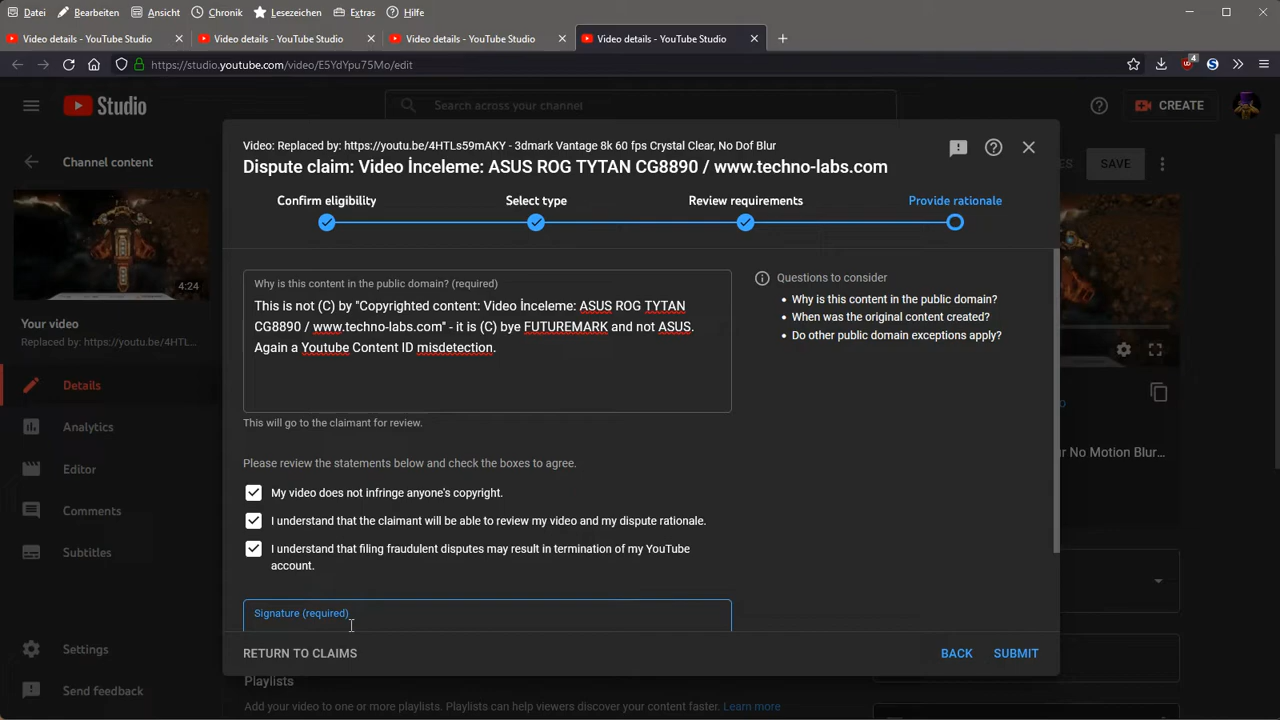 Datei Bearbeiten Ansicht Chronik Lesezeichen Extras Hilfe
Video details - YouTube Studio Video details - YouTube Studio Video details - YouTube Studio Video details - YouTube Studio
https://studio.youtube.com/video/E5YdYpu75Mo/edit 4
Studio Search across your channel CREATE
Video: Replaced by: https://youtu.be/4HTLs59mAKY - 3dmark Vantage 8k 60 fps Crystal Clear, No Dof Blur
Dispute claim: Video İnceleme: ASUS ROG TYTAN CG8890 / www.techno-labs.com
Channel content SAVE
Confirm eligibility Select type Review requirements Provide rationale
4:24
Why is this content in the public domain? (required)
This is not (C) by "Copyrighted content: Video İnceleme: ASUS ROG TYTAN
CG8890 / www.techno-labs.com" - it is (C) bye FUTUREMARK and not ASUS.
Again a Youtube Content ID misdetection.
Questions to consider
Why is this content in the public domain?
When was the original content created?
Do other public domain exceptions apply?
Your video
Replaced by: https://youtu.be/4HTL...
Details
Analytics
Editor
Comments
Subtitles
This will go to the claimant for review.
ur No Motion Blur...
Please review the statements below and check the boxes to agree.
My video does not infringe anyone's copyright.
I understand that the claimant will be able to review my video and my dispute rationale.
I understand that filing fraudulent disputes may result in termination of my YouTube
account.
Signature (required)
Settings
Send feedback
RETURN TO CLAIMS BACK SUBMIT
Playlists
Add your video to one or more playlists. Playlists can help viewers discover your content faster. Learn more